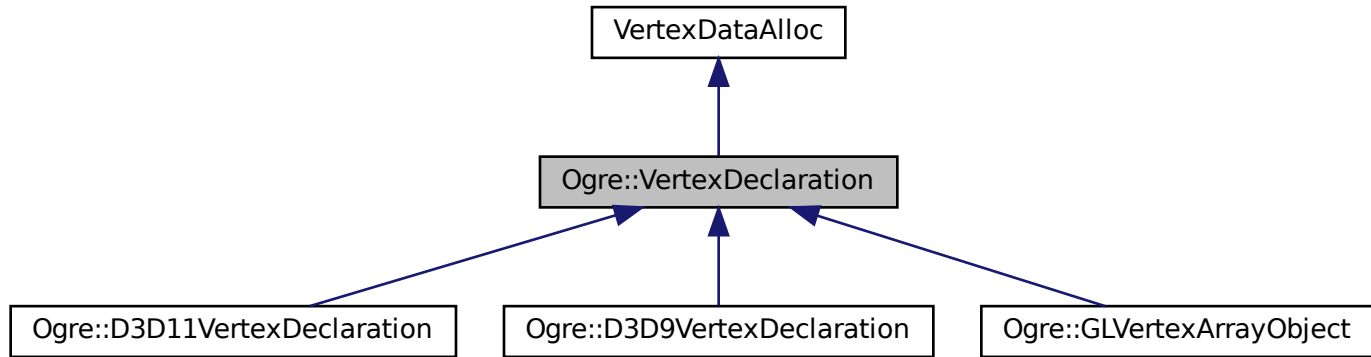 VertexDataAlloc
Ogre::VertexDeclaration
Ogre::D3D11VertexDeclaration
Ogre::D3D9VertexDeclaration
Ogre::GLVertexArrayObject